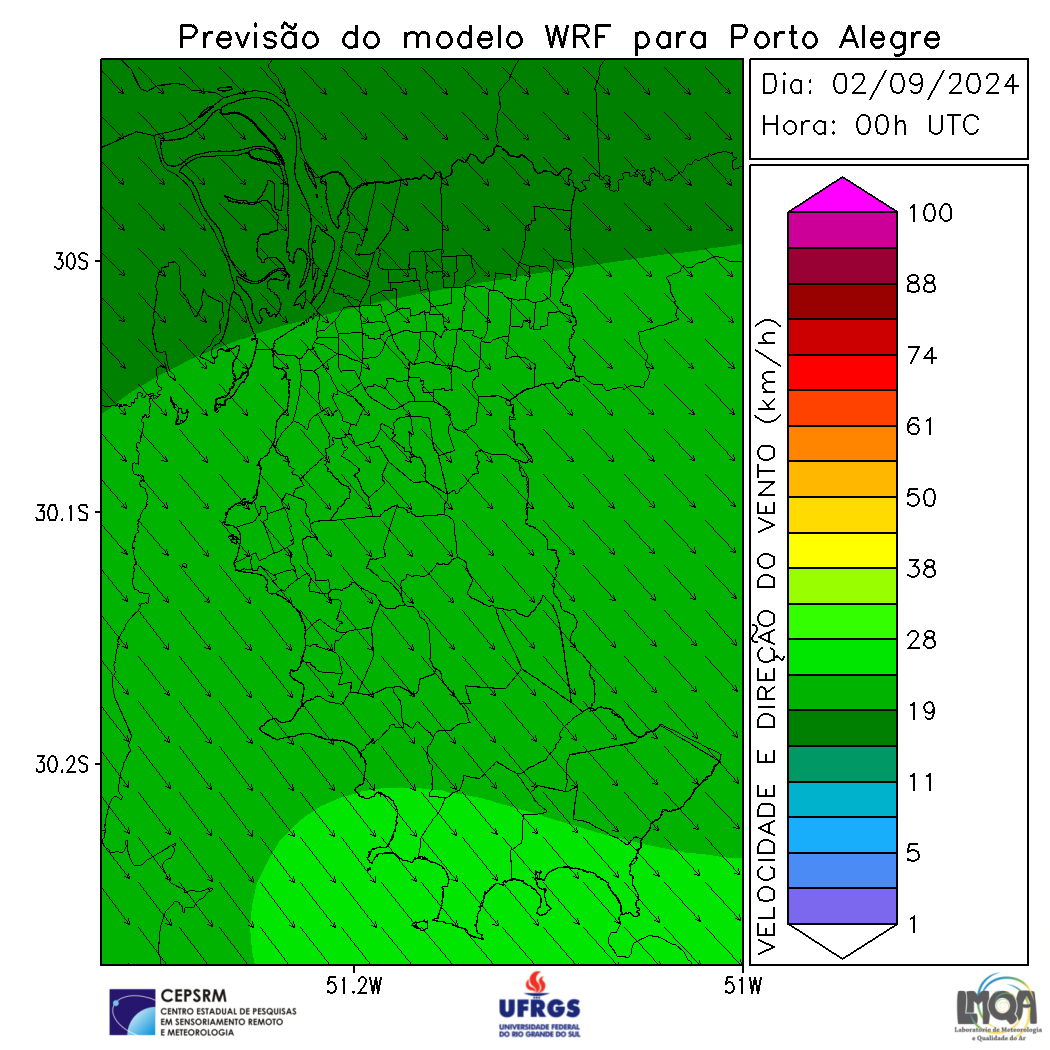 Previsão do modelo WRF para Porto Alegre
Dia: 02/09/2024
Hora: 00h UTC
30S
30.1S
30.2S
51.2W
51W
VELOCIDADE E DIREÇÃO DO VENTO (km/h)
100
88
74
61
50
38
28
19
11
5
1
CEPSRM
CENTRO ESTADUAL DE PESQUISAS
EM SENSORIAMENTO REMOTO
E METEOROLOGIA
UFRGS
UNIVERSIDADE FEDERAL
DO RIO GRANDE DO SUL
LMQA
Laboratório de Meteorologia
e Qualidade do Ar